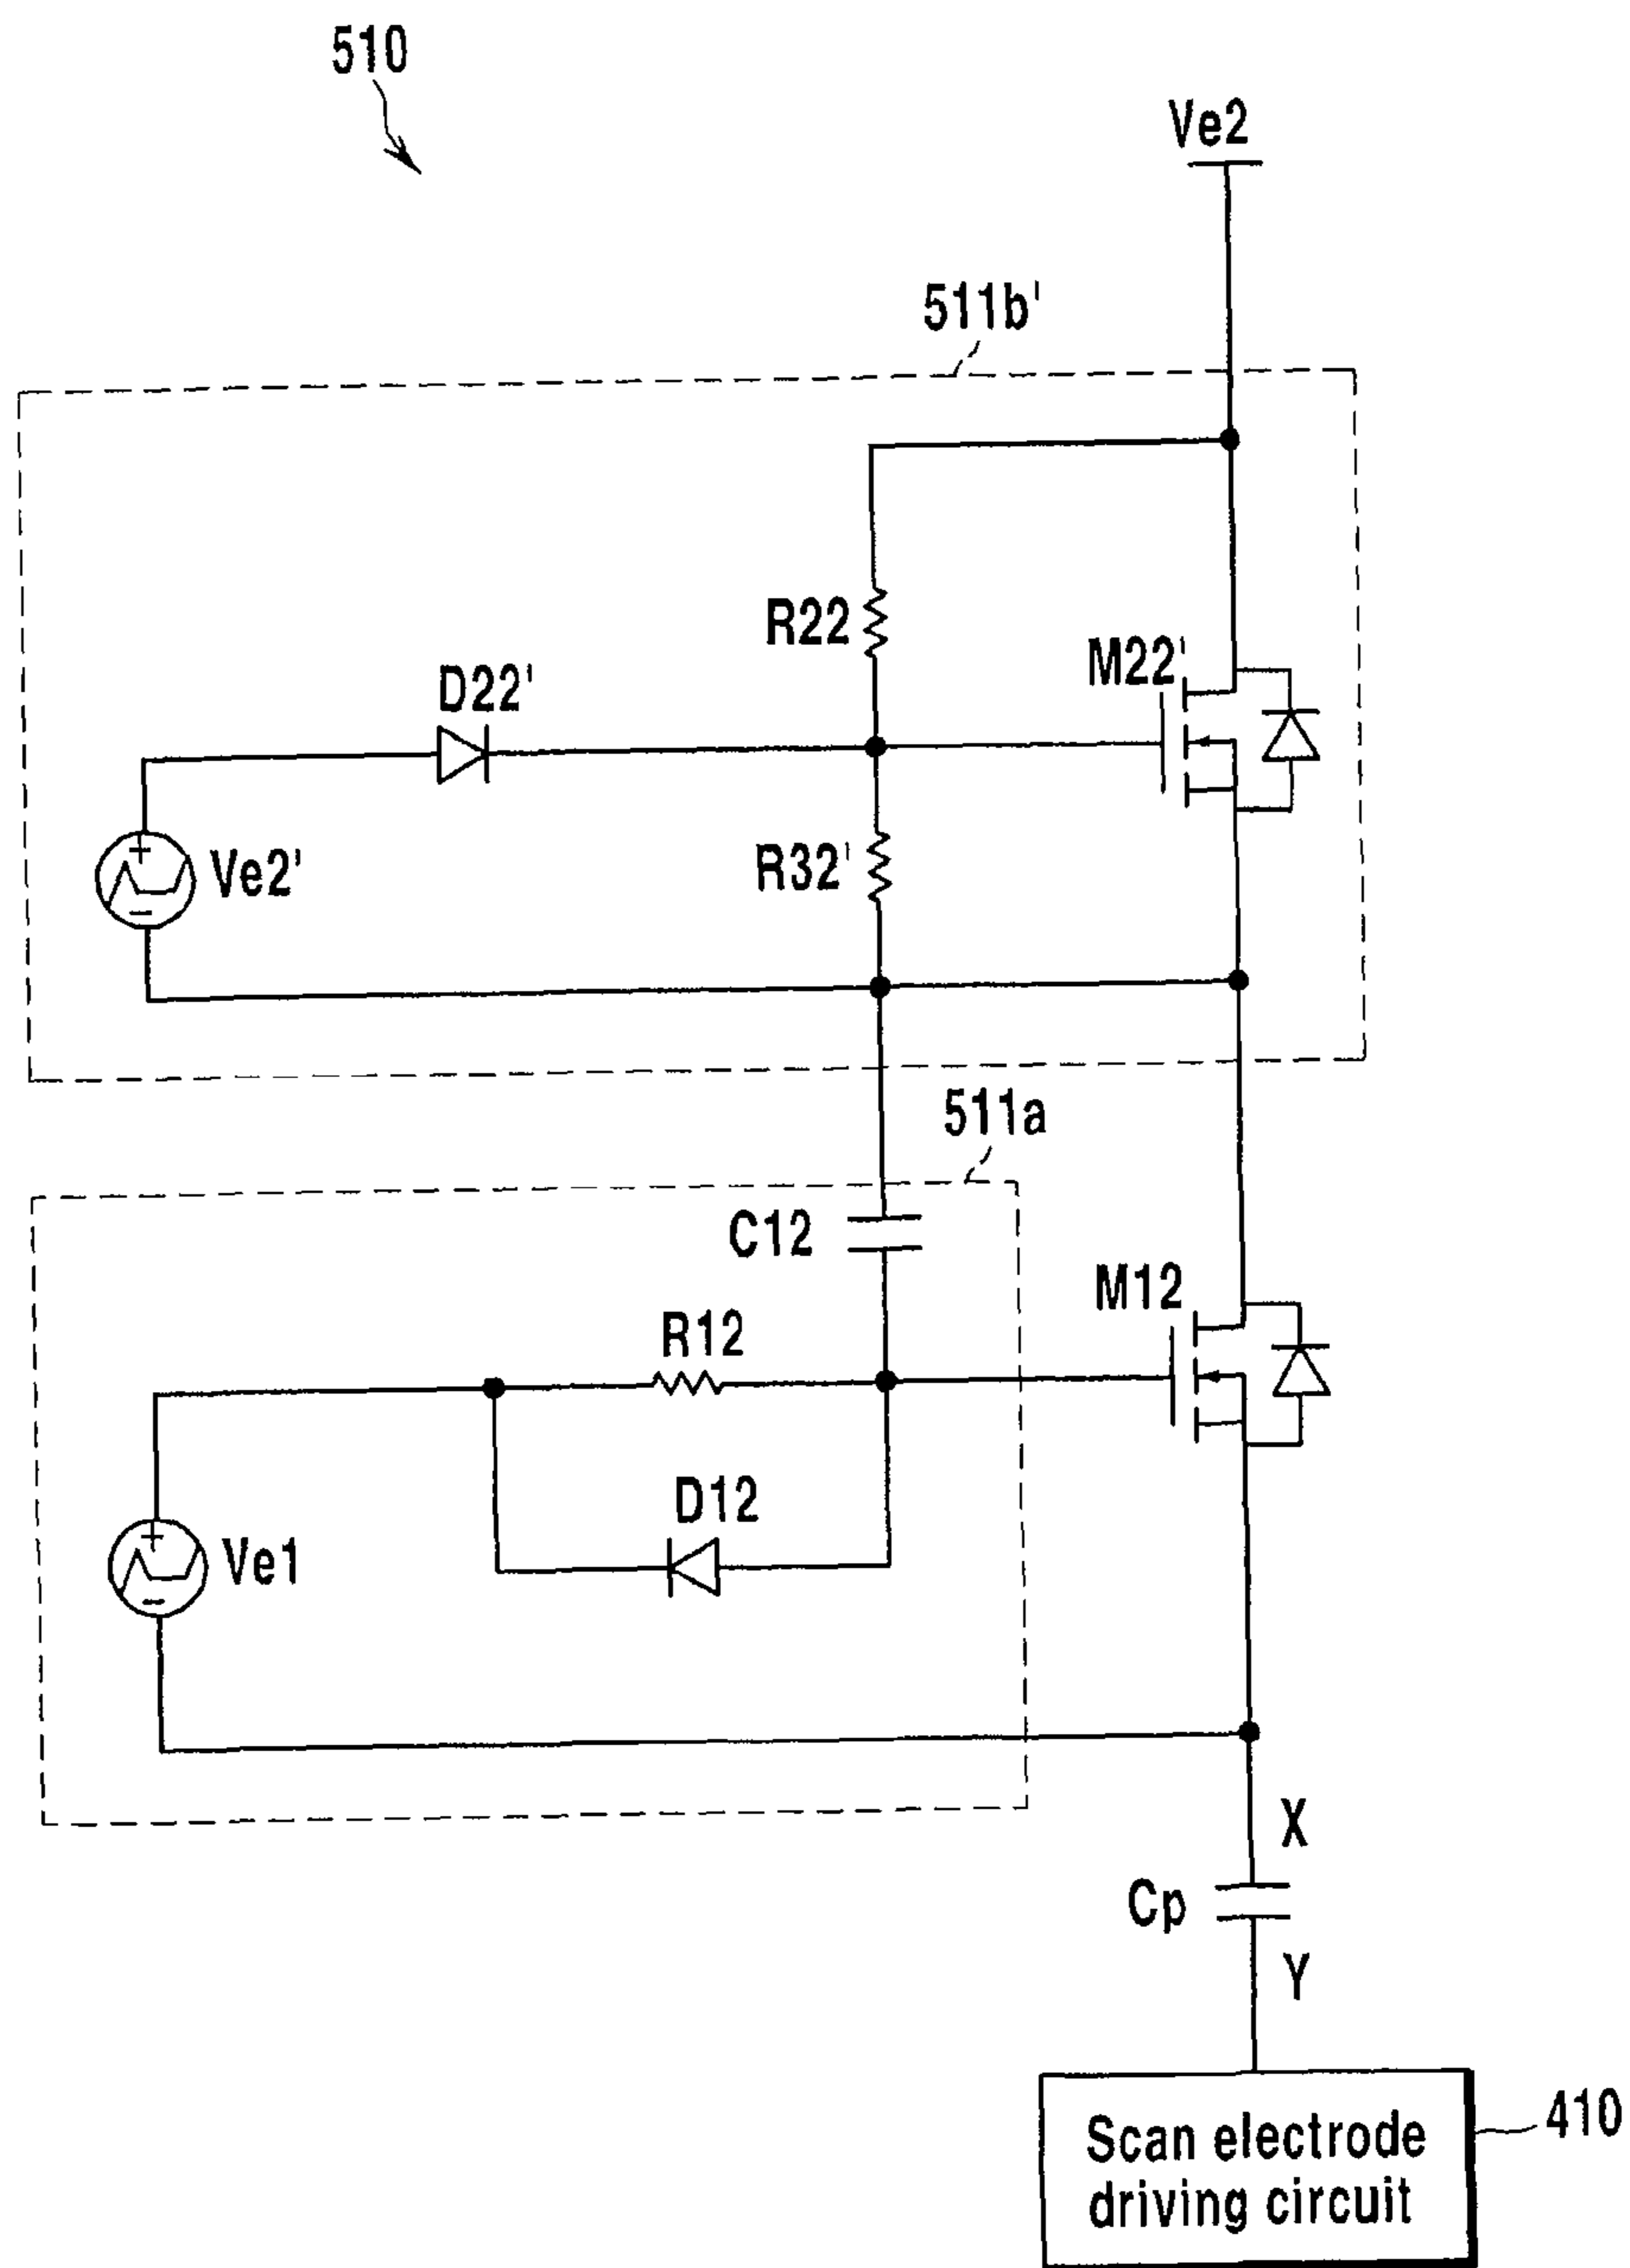 510
Ve2
511b'
R22
M22'
D22'
R32'
Ve2'
+
−
511a
C12
M12
R12
D12
Ve1
+
−
X
Cp
Y
410
Scan electrode
driving circuit